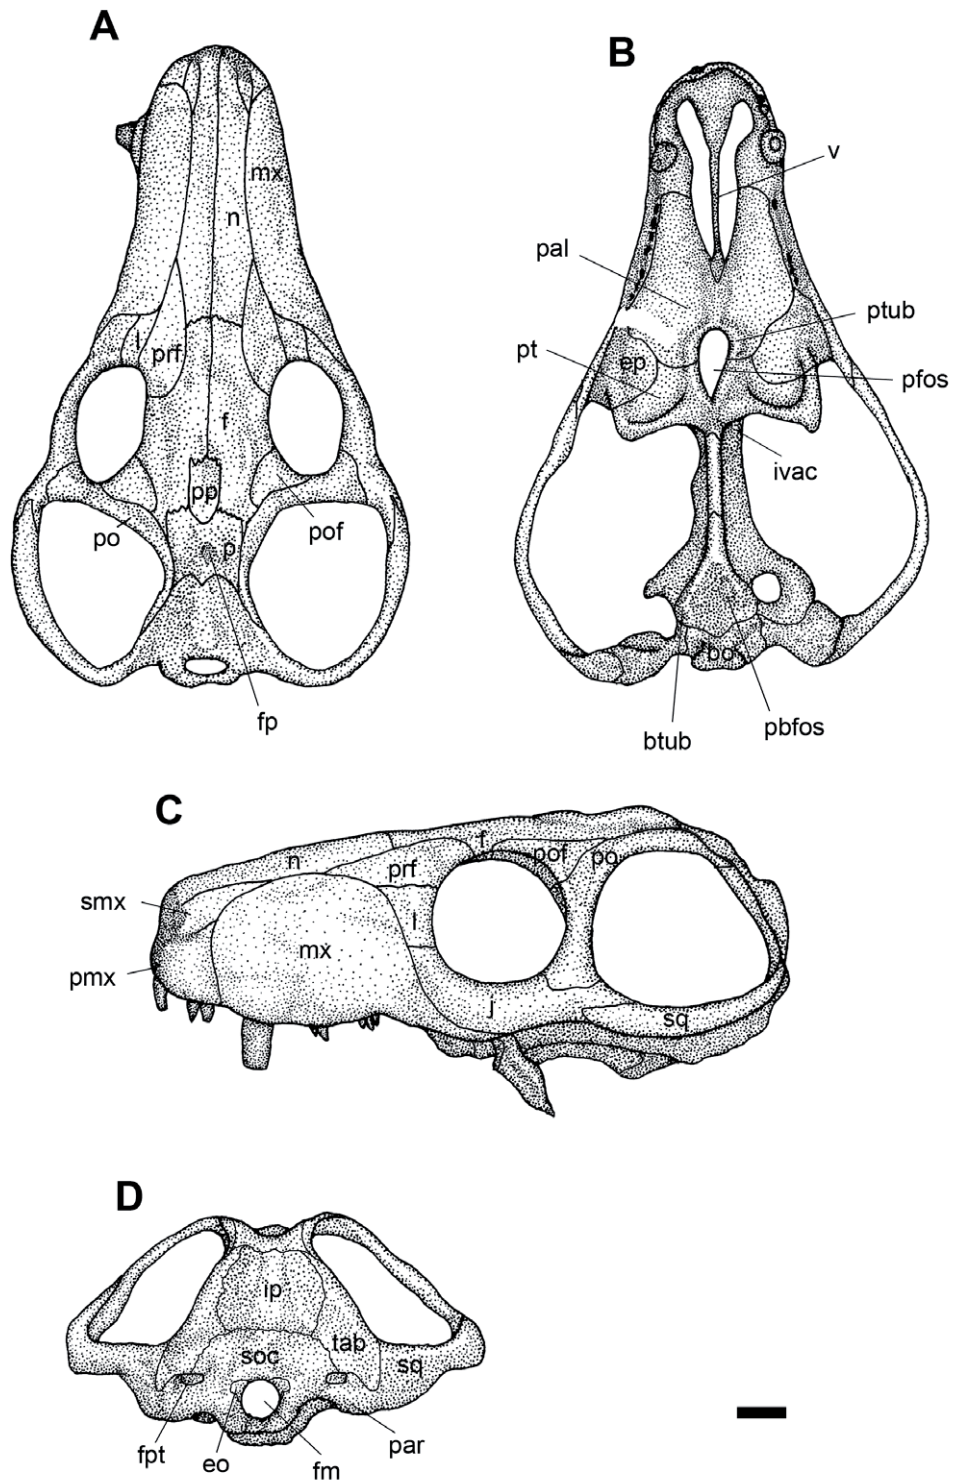 A
mx
n
l
prf
f
pp
po
p
pof
fp
B
v
pal
ptub
pt
ep
pfos
ivac
bo
btub
pbfos
C
n
f
prf
pof
po
smx
l
mx
pmx
j
sq
D
ip
tab
soc
sq
fpt
eo
fm
par